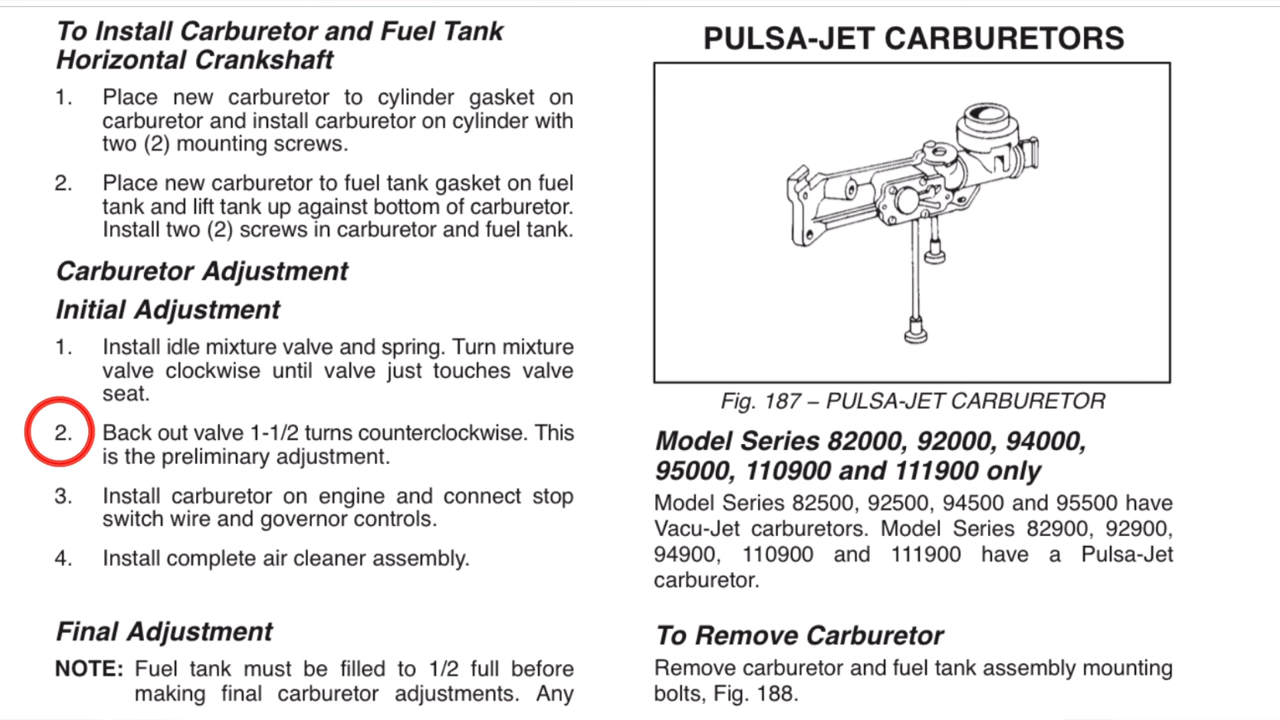 To Install Carburetor and Fuel Tank
Horizontal Crankshaft
1. Place new carburetor to cylinder gasket on
carburetor and install carburetor on cylinder with
two (2) mounting screws.
2. Place new carburetor to fuel tank gasket on fuel
tank and lift tank up against bottom of carburetor.
Install two (2) screws in carburetor and fuel tank.
Carburetor Adjustment
Initial Adjustment
1. Install idle mixture valve and spring. Turn mixture
valve clockwise until valve just touches valve
seat.
2. Back out valve 1-1/2 turns counterclockwise. This
is the preliminary adjustment.
3. Install carburetor on engine and connect stop
switch wire and governor controls.
4. Install complete air cleaner assembly.
Final Adjustment
NOTE: Fuel tank must be filled to 1/2 full before
making final carburetor adjustments. Any
PULSA-JET CARBURETORS
Fig. 187 – PULSA-JET CARBURETOR
Model Series 82000, 92000, 94000,
95000, 110900 and 111900 only
Model Series 82500, 92500, 94500 and 95500 have
Vacu-Jet carburetors. Model Series 82900, 92900,
94900, 110900 and 111900 have a Pulsa-Jet
carburetor.
To Remove Carburetor
Remove carburetor and fuel tank assembly mounting
bolts, Fig. 188.